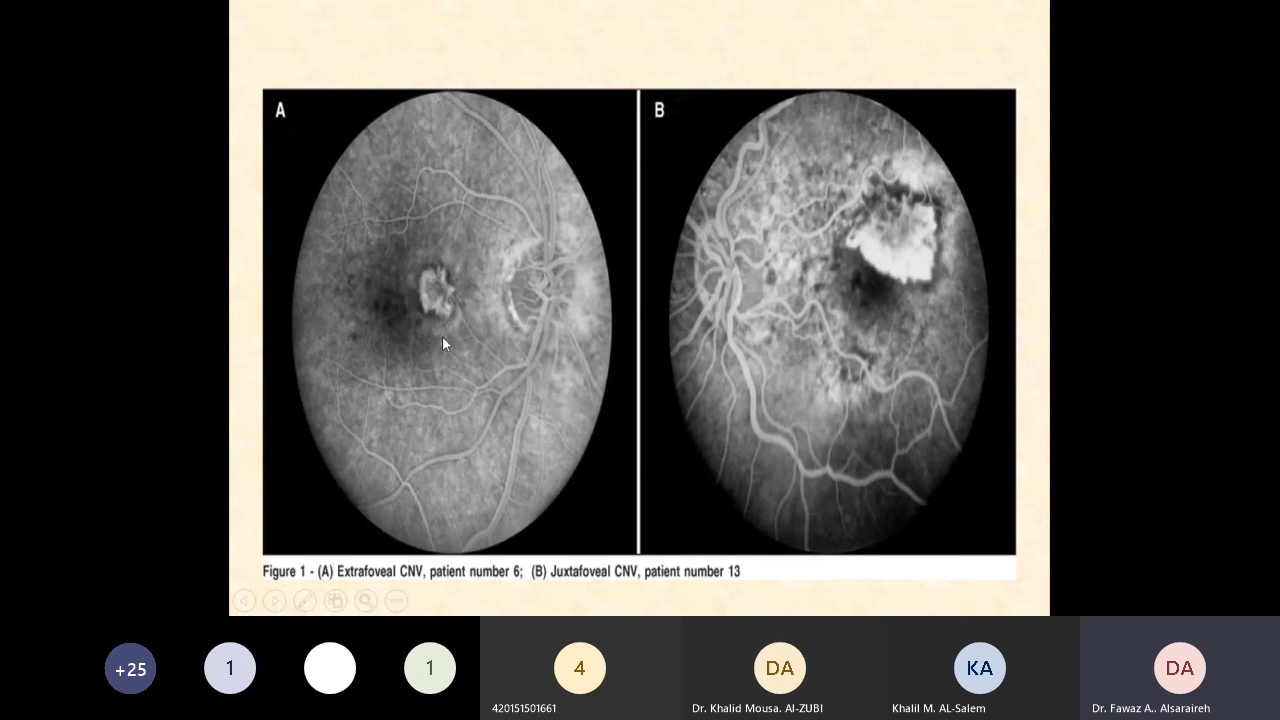 A
B
Figure 1 - (A) Extrafoveal CNV, patient number 6; (B) Juxtafoveal CNV, patient number 13
+25
1
1
4
DA
KA
DA
420151501661
Dr. Khalid Mousa. Al-ZUBI
Khalil M. AL-Salem
Dr. Fawaz A.. Alsaraireh